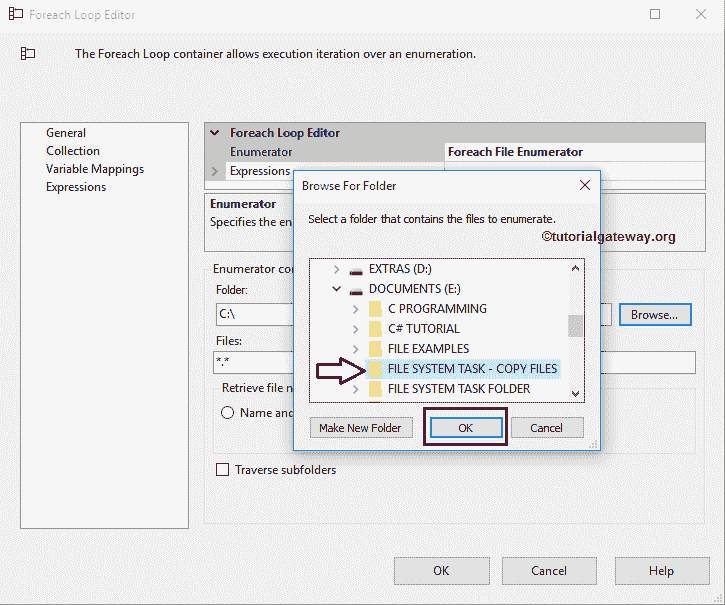 Foreach Loop Editor
The Foreach Loop container allows execution iteration over an enumeration.
General
Collection
Variable Mappings
Expressions
Foreach Loop Editor
Enumerator
Foreach File Enumerator
Expressions
Enumerator
Specifies the en
Browse For Folder
Select a folder that contains the files to enumerate.
©tutorialgateway.org
EXTRAS (D:)
DOCUMENTS (E:)
C PROGRAMMING
C# TUTORIAL
FILE EXAMPLES
FILE SYSTEM TASK - COPY FILES
FILE SYSTEM TASK FOLDER
Make New Folder
OK
Cancel
Enumerator con
Folder:
C:\
Browse...
Files:
*.*
Retrieve file n
Name and
Traverse subfolders
OK
Cancel
Help